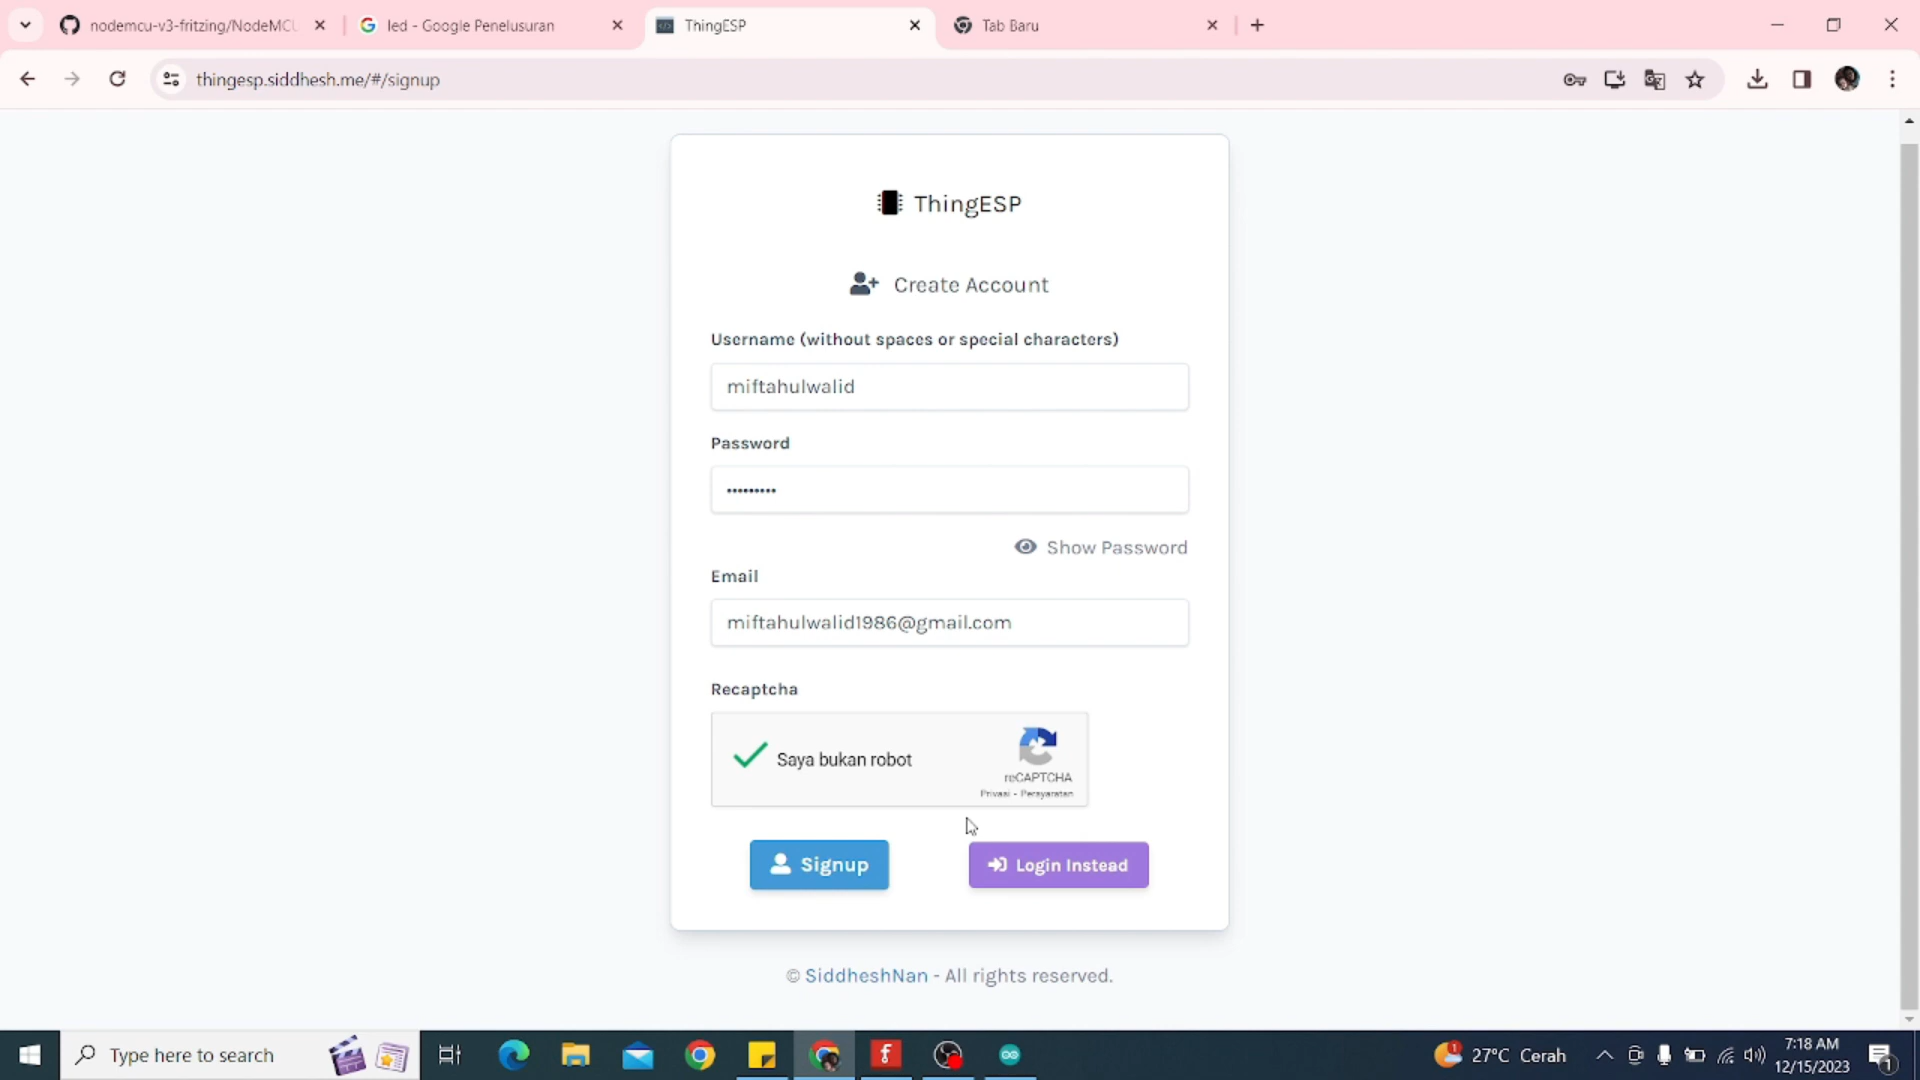 nodemcu-v3-fritzing/NodeMCU
led - Google Penelusuran
ThingESP
Tab Baru
thingesp.siddhesh.me/#/signup
ThingESP
Create Account
Username (without spaces or special characters)
miftahulwalid
Password
•••••••••
Show Password
Email
miftahulwalid1986@gmail.com
Recaptcha
Saya bukan robot
reCAPTCHA
Privasi - Persyaratan
Signup
Login Instead
© SiddheshNan - All rights reserved.
Type here to search
27°C Cerah
7:18 AM
12/15/2023